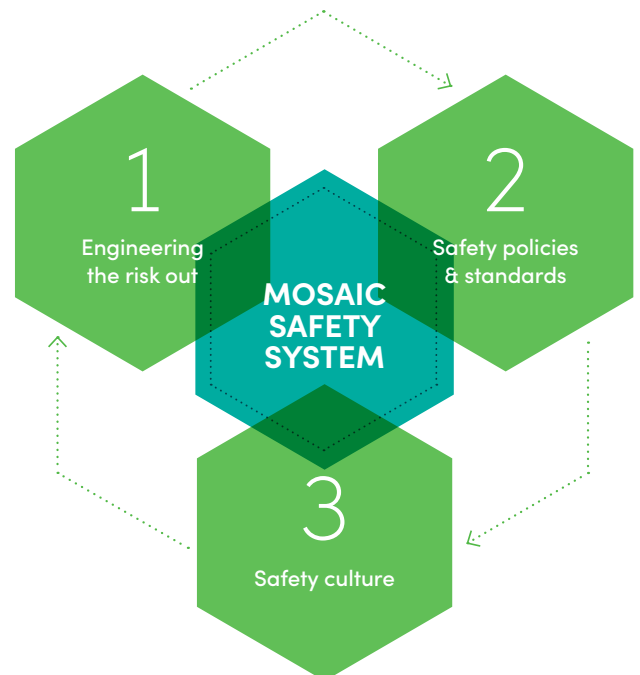 1
Engineering
the risk out
2
Safety policies
& standards
MOSAIC
SAFETY
SYSTEM
3
Safety culture